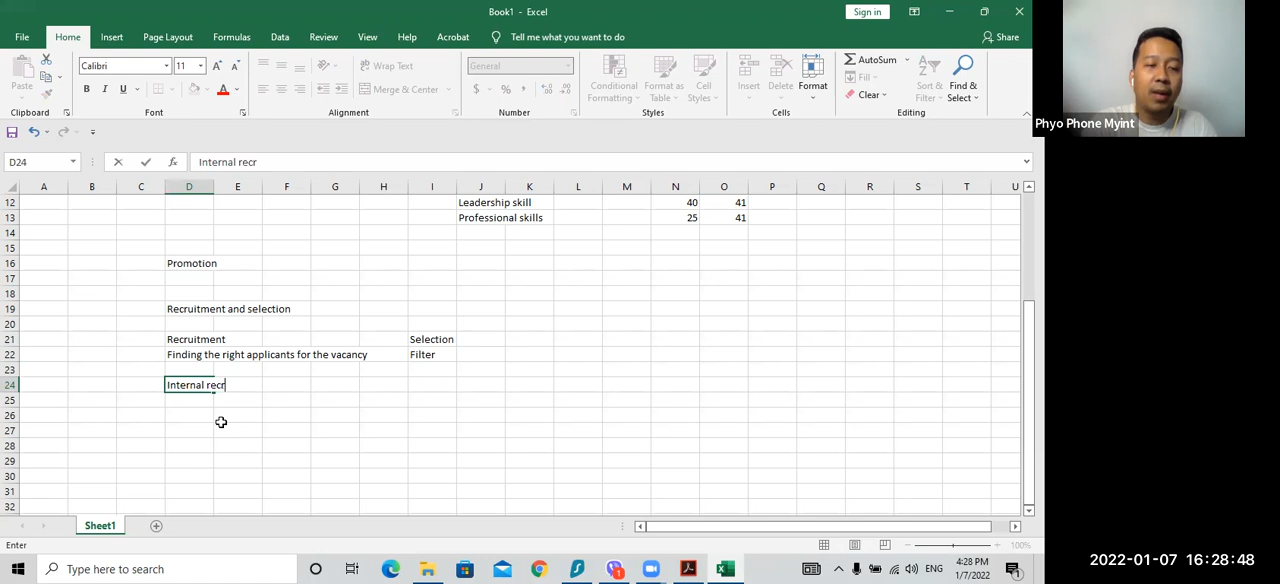 Book1 - Excel
Sign in
File Home Insert Page Layout Formulas Data Review View Help Acrobat Tell me what you want to do Share
Paste
Clipboard
Calibri 11
B I U
Font
Wrap Text
Merge & Center
Alignment
General
$ % ,
Number
Conditional Formatting
Format as Table
Cell Styles
Styles
Insert Delete Format
Cells
AutoSum
Fill
Clear
Sort & Filter
Find & Select
Editing
Phyo Phone Myint
D24 fx Internal recr
A B C D E F G H I J K L M N O P Q R S T U
12 Leadership skill 40 41
13 Professional skills 25 41
14
15
16 Promotion
17
18
19 Recruitment and selection
20
21 Recruitment Selection
22 Finding the right applicants for the vacancy Filter
23
24 Internal recr
25
26
27
28
29
30
31
32
Sheet1
Enter 100%
Type here to search
ENG
4:28 PM
1/7/2022
1
2022-01-07 16:28:48